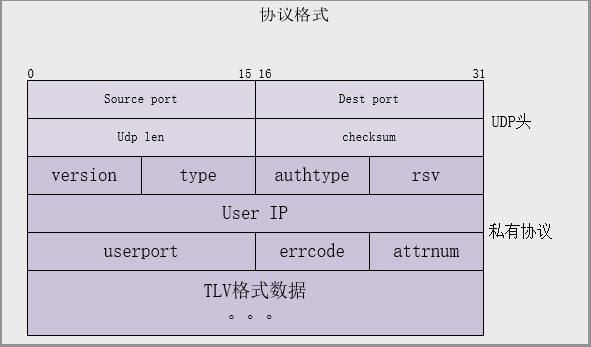 协议格式
0 15 16 31
Source port Dest port
UDP头
Udp len checksum
version type authtype rsv
User IP
私有协议
userport errcode attrnum
TLV格式数据
。。。